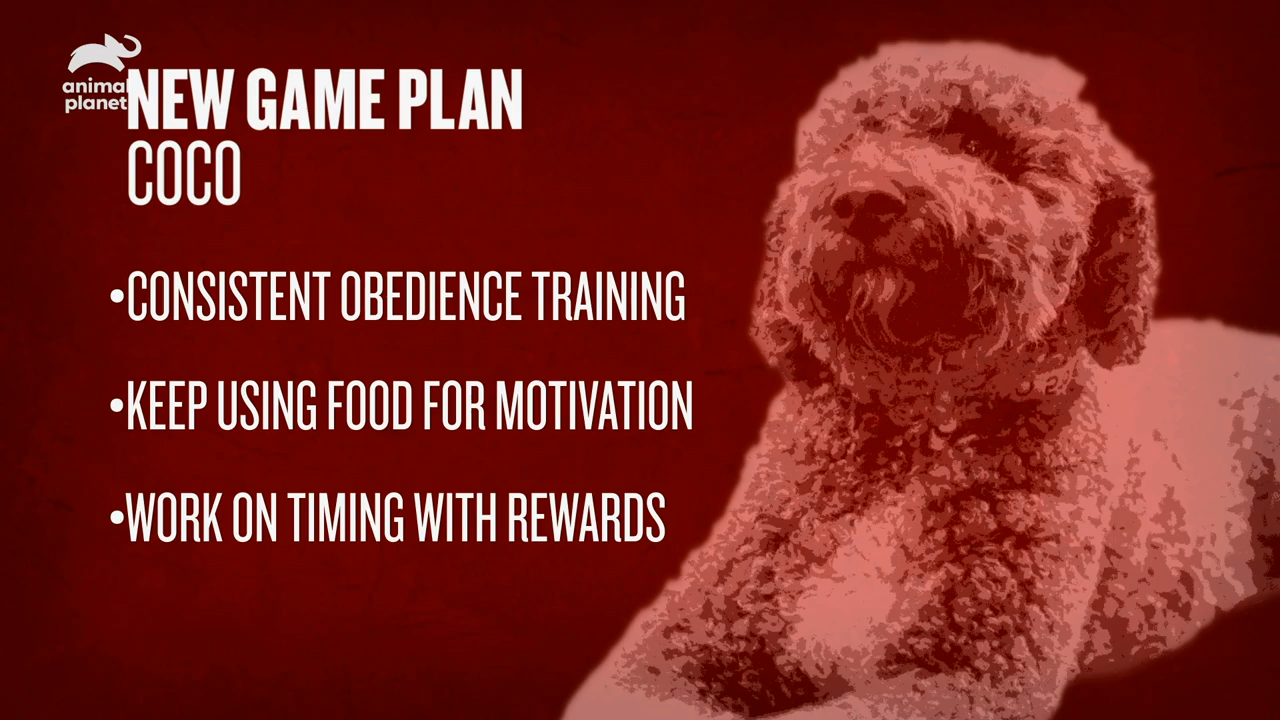 animal
planet
NEW GAME PLAN
COCO
•CONSISTENT OBEDIENCE TRAINING
•KEEP USING FOOD FOR MOTIVATION
•WORK ON TIMING WITH REWARDS